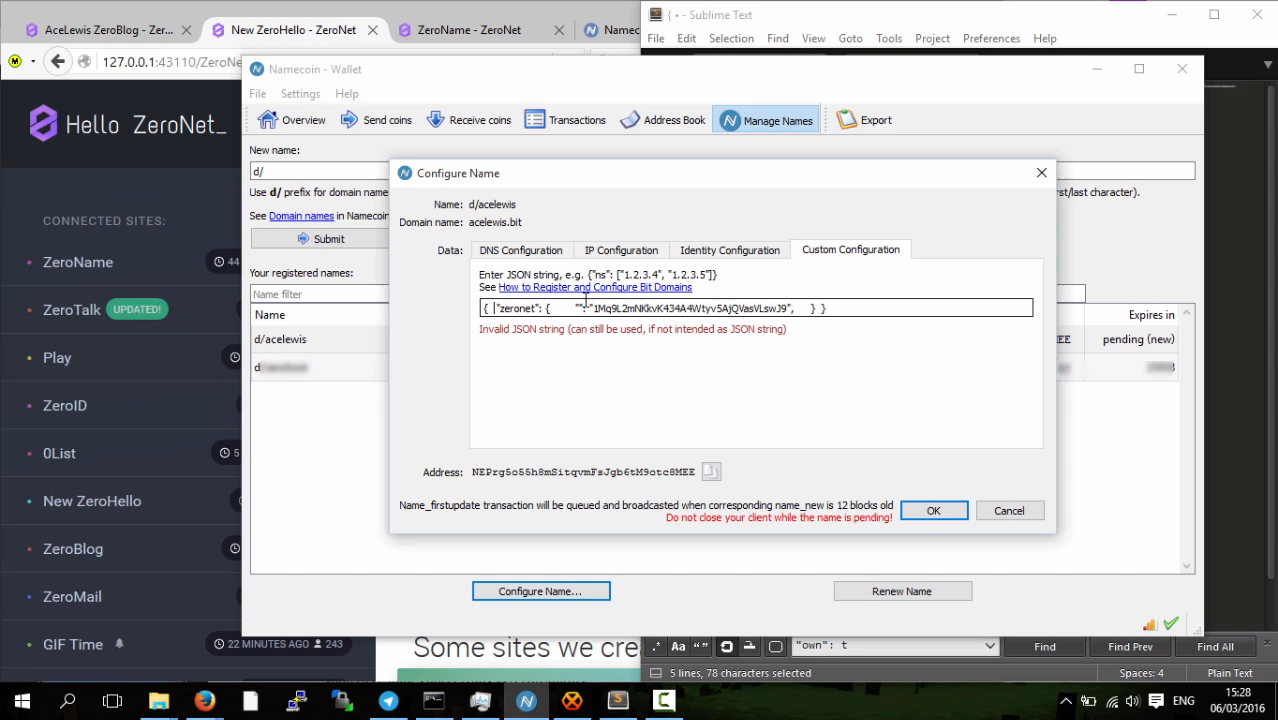 AceLewis ZeroBlog - Zer...
New ZeroHello - ZeroNet
ZeroName - ZeroNet
Namec
{ • - Sublime Text
File Edit Selection Find View Goto Tools Project Preferences Help
M
127.0.0.1:43110/ZeroNe
Namecoin - Wallet
File Settings Help
Hello ZeroNet_
Overview
Send coins
Receive coins
Transactions
Address Book
Manage Names
Export
New name:
d/
Use d/ prefix for domain name
rst/last character).
See Domain names in Namecoin
Submit
Your registered names:
Name filter
Name
Expires in
d/acelewis
EE
pending (new)
d
Configure Name
Name: d/acelewis
Domain name: acelewis.bit
Data:
DNS Configuration
IP Configuration
Identity Configuration
Custom Configuration
Enter JSON string, e.g. {"ns": ["1.2.3.4", "1.2.3.5"]}
See How to Register and Configure Bit Domains
{ "zeronet": { "": "1Mq9L2mNKkvK434A4Wtyv5AjQVasVLswJ9", } }
Invalid JSON string (can still be used, if not intended as JSON string)
Address: NEPrg5o55h8mSitqvmFsJgb6tM9otc8MEE
Name_firstupdate transaction will be queued and broadcasted when corresponding name_new is 12 blocks old
Do not close your client while the name is pending!
OK
Cancel
Configure Name...
Renew Name
CONNECTED SITES:
ZeroName
44
ZeroTalk
UPDATED!
Play
ZeroID
0List
5
New ZeroHello
ZeroBlog
ZeroMail
GIF Time
22 MINUTES AGO
243
Some sites we crea
.* Aa “ ”
"own": t
Find
Find Prev
Find All
5 lines, 78 characters selected
Spaces: 4
Plain Text
ENG
15:28
06/03/2016